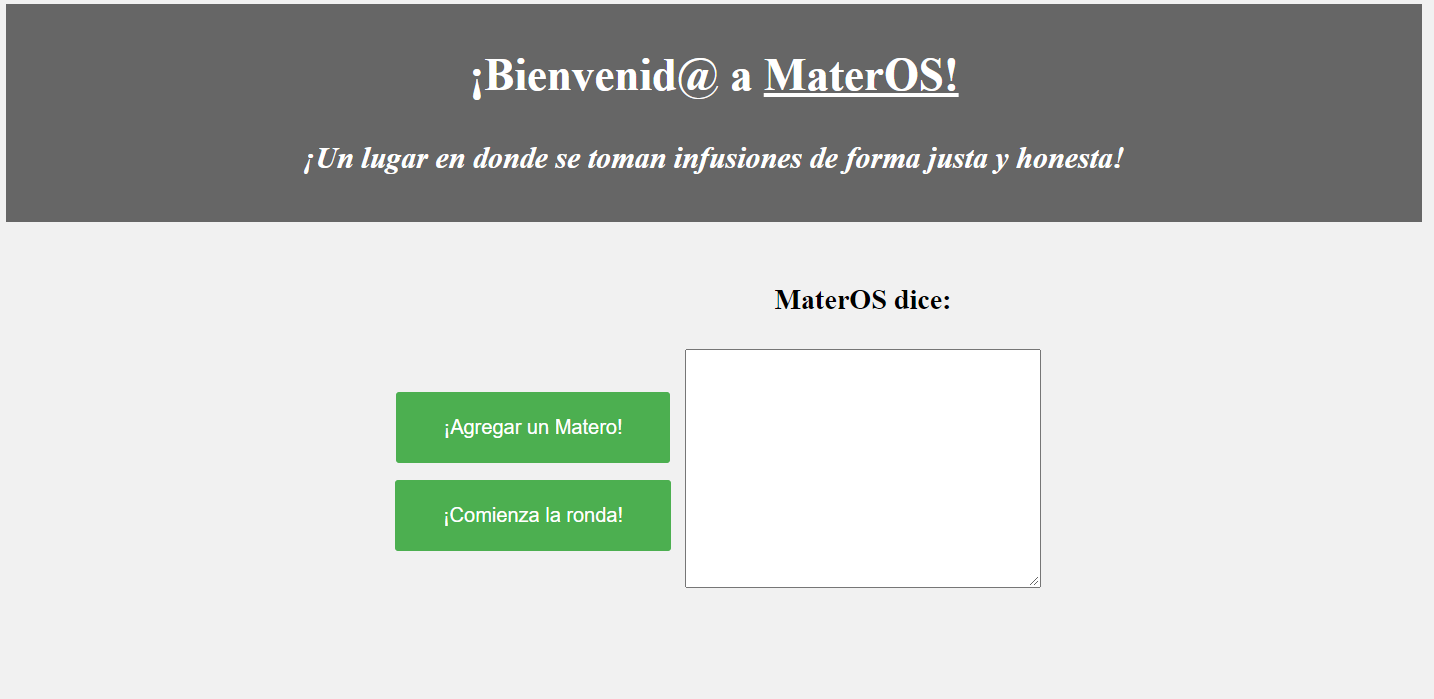 ¡Bienvenid@ a MaterOS!
¡Un lugar en donde se toman infusiones de forma justa y honesta!
MaterOS dice:
¡Agregar un Matero!
¡Comienza la ronda!